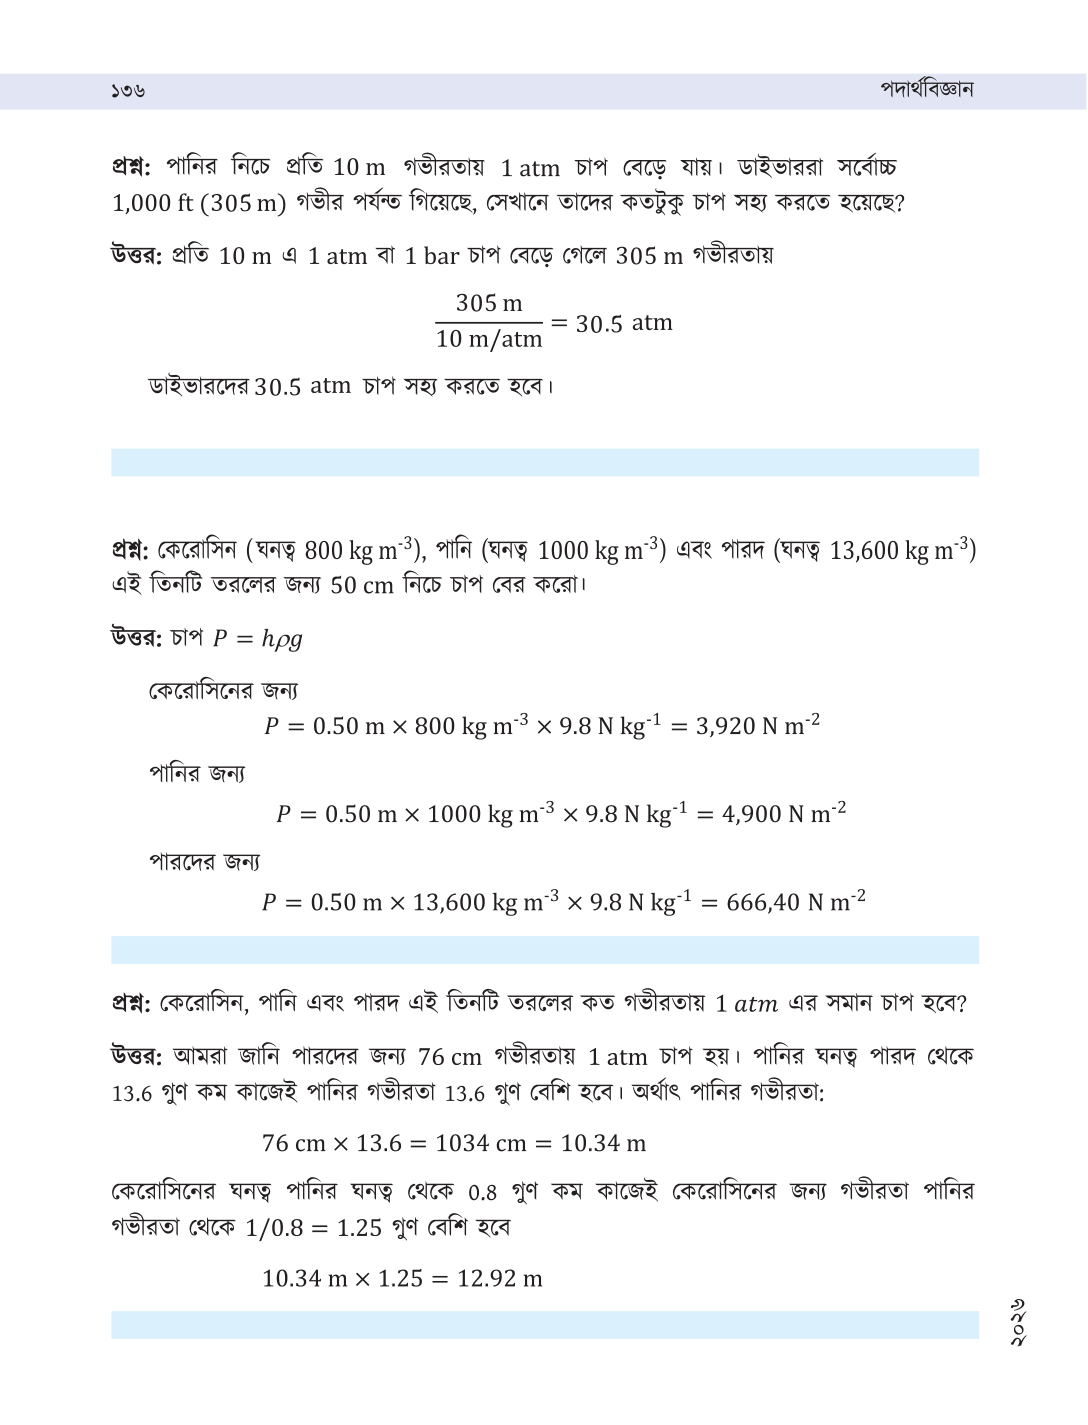 ১৩৬ পদার্থবিজ্ঞান
প্রশ্ন: পানির নিচে প্রতি 10 m গভীরতায় 1 atm চাপ বেড়ে যায়। ডাইভাররা সর্বোচ্চ
1,000 ft (305 m) গভীর পর্যন্ত গিয়েছে, সেখানে তাদের কতটুকু চাপ সহ্য করতে হয়েছে?
উত্তর: প্রতি 10 m এ 1 atm বা 1 bar চাপ বেড়ে গেলে 305 m গভীরতায়
305 m
10 m/atm = 30.5 atm
ডাইভারদের 30.5 atm চাপ সহ্য করতে হবে।
প্রশ্ন: কেরোসিন (ঘনত্ব 800 kg m⁻³), পানি (ঘনত্ব 1000 kg m⁻³) এবং পারদ (ঘনত্ব 13,600 kg m⁻³)
এই তিনটি তরলের জন্য 50 cm নিচে চাপ বের করো।
উত্তর: চাপ P = hρg
কেরোসিনের জন্য
P = 0.50 m × 800 kg m⁻³ × 9.8 N kg⁻¹ = 3,920 N m⁻²
পানির জন্য
P = 0.50 m × 1000 kg m⁻³ × 9.8 N kg⁻¹ = 4,900 N m⁻²
পারদের জন্য
P = 0.50 m × 13,600 kg m⁻³ × 9.8 N kg⁻¹ = 666,40 N m⁻²
প্রশ্ন: কেরোসিন, পানি এবং পারদ এই তিনটি তরলের কত গভীরতায় 1 atm এর সমান চাপ হবে?
উত্তর: আমরা জানি পারদের জন্য 76 cm গভীরতায় 1 atm চাপ হয়। পানির ঘনত্ব পারদ থেকে
13.6 গুণ কম কাজেই পানির গভীরতা 13.6 গুণ বেশি হবে। অর্থাৎ পানির গভীরতা:
76 cm × 13.6 = 1034 cm = 10.34 m
কেরোসিনের ঘনত্ব পানির ঘনত্ব থেকে 0.8 গুণ কম কাজেই কেরোসিনের জন্য গভীরতা পানির
গভীরতা থেকে 1/0.8 = 1.25 গুণ বেশি হবে
10.34 m × 1.25 = 12.92 m
২০২৬